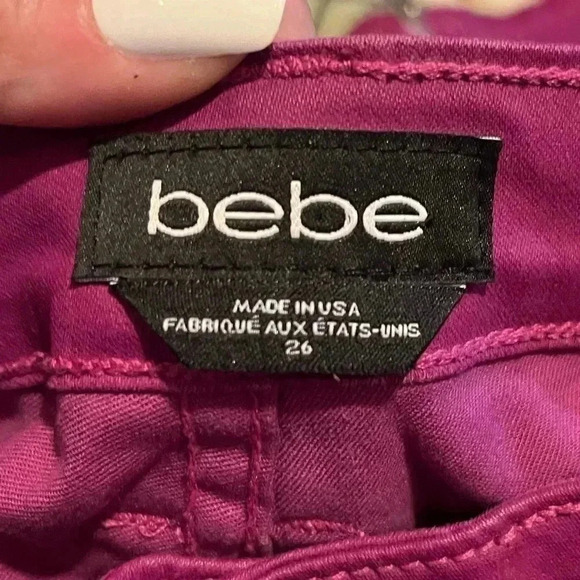 bebe
MADE IN USA
FABRIQUÉ AUX ÉTATS-UNIS
26